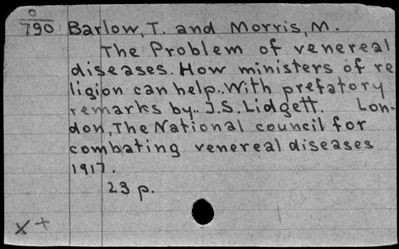 o
790 Barlow, T. and Morris, M.
The Problem of venereal
diseases. How ministers of re
ligion can help.. With prefatory
remarks by.. J.S. Lidgett. Lon-
don, The National council for
combating venereal diseases
1917.
23 p.
x +